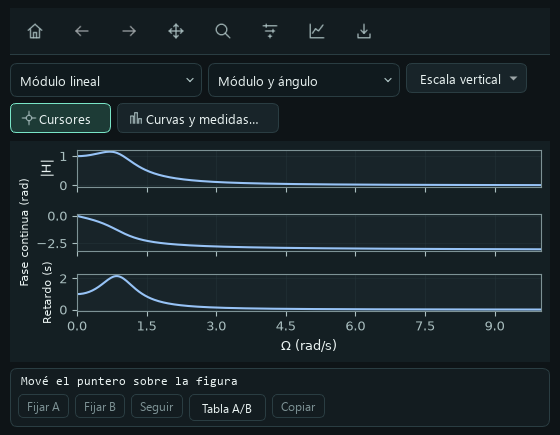 Módulo lineal
Módulo y ángulo
Escala vertical
Cursores
Curvas y medidas...
|H|
1
0
Fase continua (rad)
0.0
−2.5
Retardo (s)
2
0
0.0 1.5 3.0 4.5 6.0 7.5 9.0
Ω (rad/s)
Mové el puntero sobre la figura
Fijar A
Fijar B
Seguir
Tabla A/B
Copiar